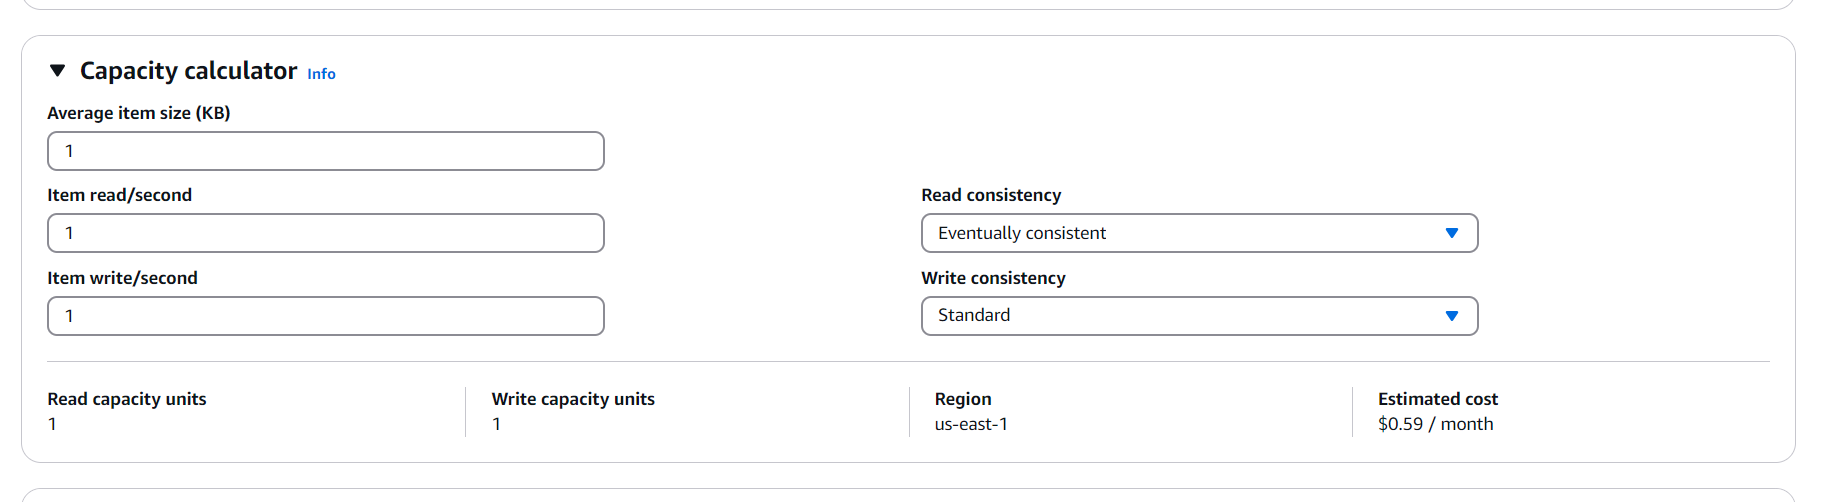 Capacity calculator Info
Average item size (KB)
1
Item read/second
1
Read consistency
Eventually consistent
Item write/second
1
Write consistency
Standard
Read capacity units
1
Write capacity units
1
Region
us-east-1
Estimated cost
$0.59 / month